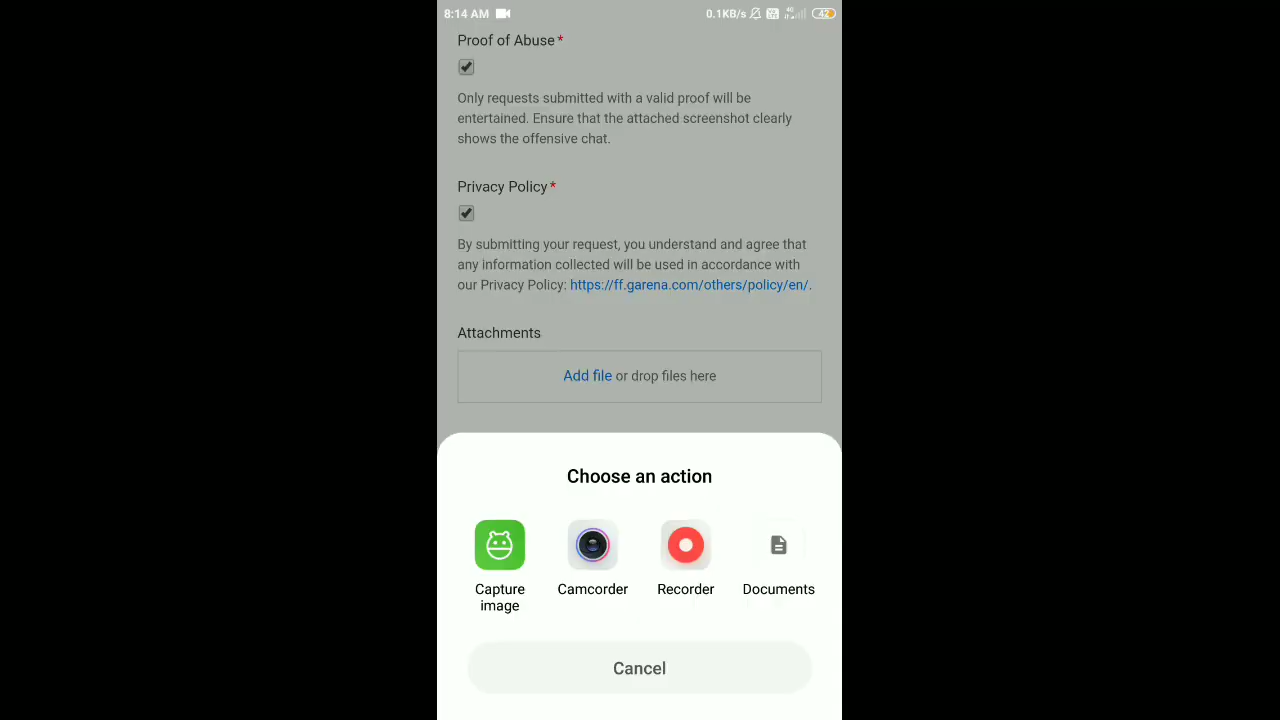 8:14 AM 0.1KB/s 4G 42
Proof of Abuse*
Only requests submitted with a valid proof will be
entertained. Ensure that the attached screenshot clearly
shows the offensive chat.
Privacy Policy*
By submitting your request, you understand and agree that
any information collected will be used in accordance with
our Privacy Policy: https://ff.garena.com/others/policy/en/.
Attachments
Add file or drop files here
Choose an action
Capture
image
Camcorder
Recorder
Documents
Cancel